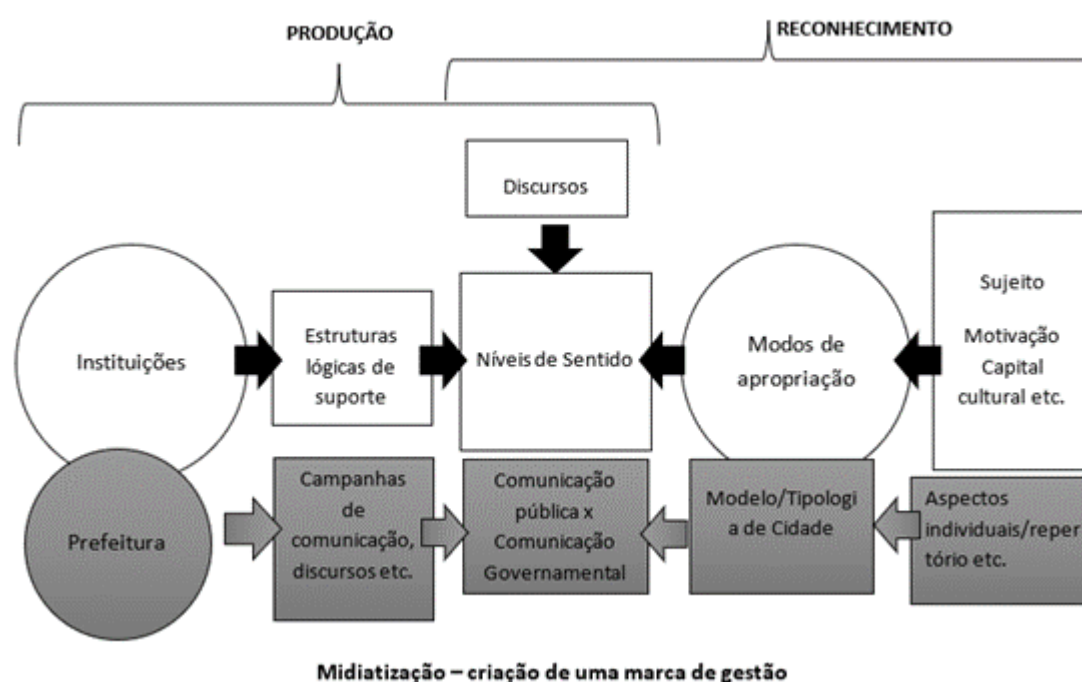 PRODUÇÃO
RECONHECIMENTO
Discursos
Instituições
Estruturas
lógicas de
suporte
Níveis de Sentido
Modos de
apropriação
Sujeito
Motivação
Capital
cultural etc.
Prefeitura
Campanhas
de
comunicação,
discursos etc.
Comunicação
pública x
Comunicação
Governamental
Modelo/Tipologi
a de Cidade
Aspectos
individuais/reper
tório etc.
Midiatização – criação de uma marca de gestão